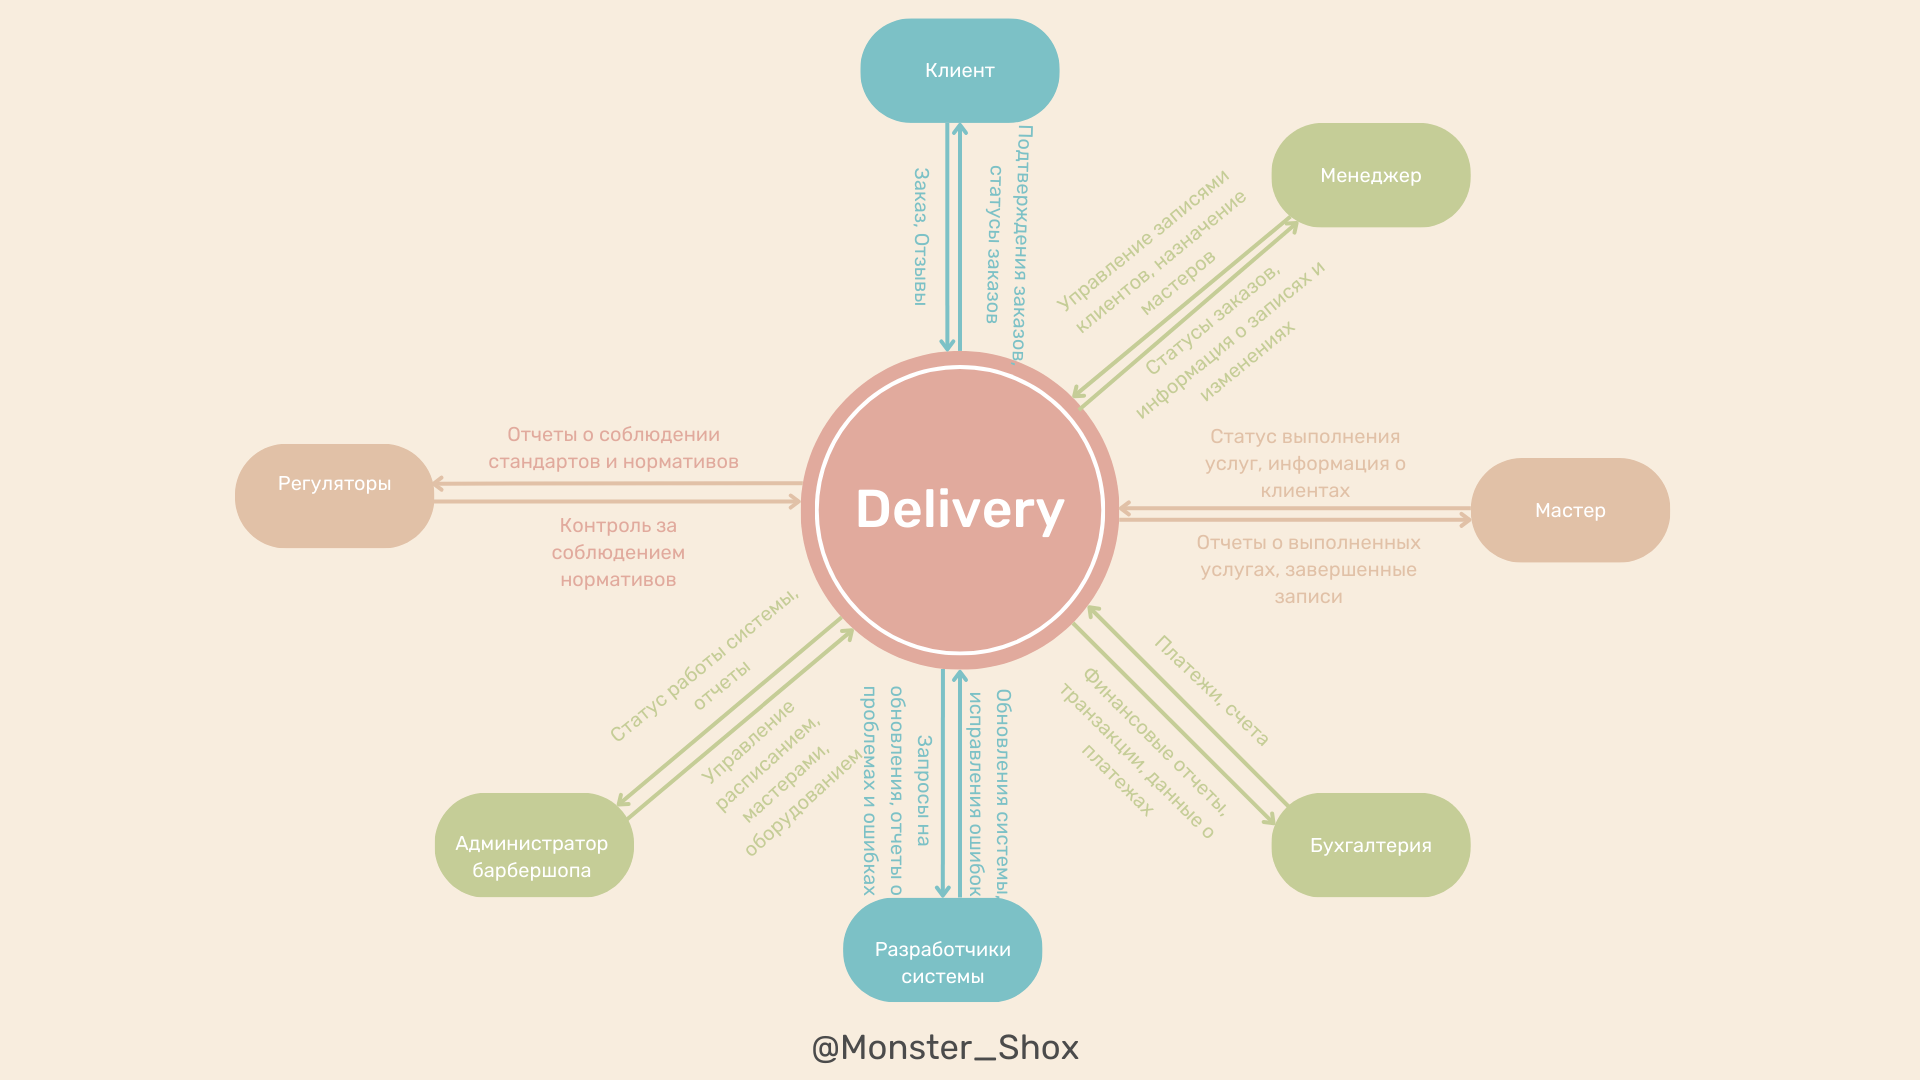 Клиент
Заказ, Отзывы
Подтверждения заказов,
статусы заказов
Менеджер
Управление записями
клиентов, назначение
мастеров
Статусы заказов,
информация о записях и
изменениях
Регуляторы
Отчеты о соблюдении
стандартов и нормативов
Контроль за
соблюдением
нормативов
Delivery
Статус выполнения
услуг, информация о
клиентах
Отчеты о выполненных
услугах, завершенные
записи
Мастер
Статус работы системы,
отчеты
Управление
расписанием,
мастерами,
оборудованием
Администратор
барбершопа
Запросы на
обновления, отчеты о
проблемах и ошибках
Обновления системы,
исправления ошибок
Разработчики
системы
Платежи, счета
Финансовые отчеты,
транзакции, данные о
платежах
Бухгалтерия
@Monster_Shox